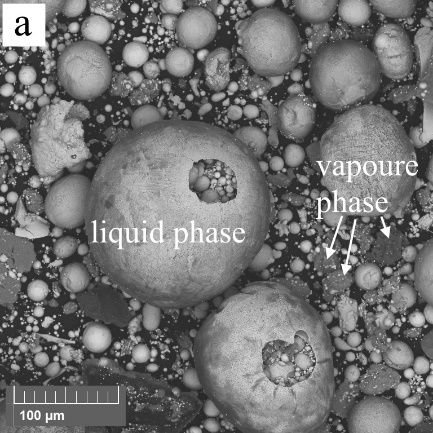 a
vapoure
phase
liquid phase
100 µm